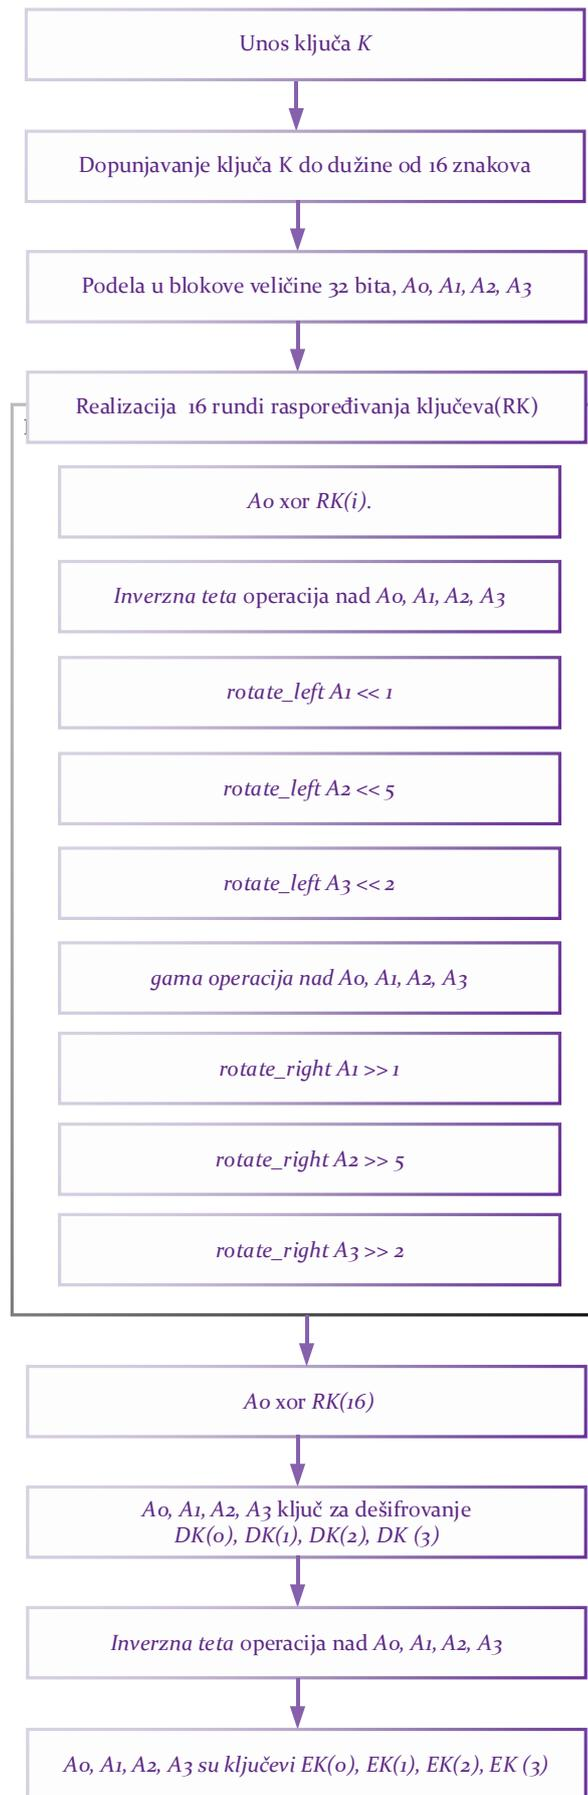 Unos ključa K
Dopunjavanje ključa K do dužine od 16 znakova
Podela u blokove veličine 32 bita, A0, A1, A2, A3
Realizacija 16 rundi raspoređivanja ključeva(RK)
A0 xor RK(i).
Inverzna teta operacija nad A0, A1, A2, A3
rotate_left A1 << 1
rotate_left A2 << 5
rotate_left A3 << 2
gama operacija nad A0, A1, A2, A3
rotate_right A1 >> 1
rotate_right A2 >> 5
rotate_right A3 >> 2
A0 xor RK(16)
A0, A1, A2, A3 ključ za dešifrovanje
DK(0), DK(1), DK(2), DK (3)
Inverzna teta operacija nad A0, A1, A2, A3
A0, A1, A2, A3 su ključevi EK(0), EK(1), EK(2), EK (3)